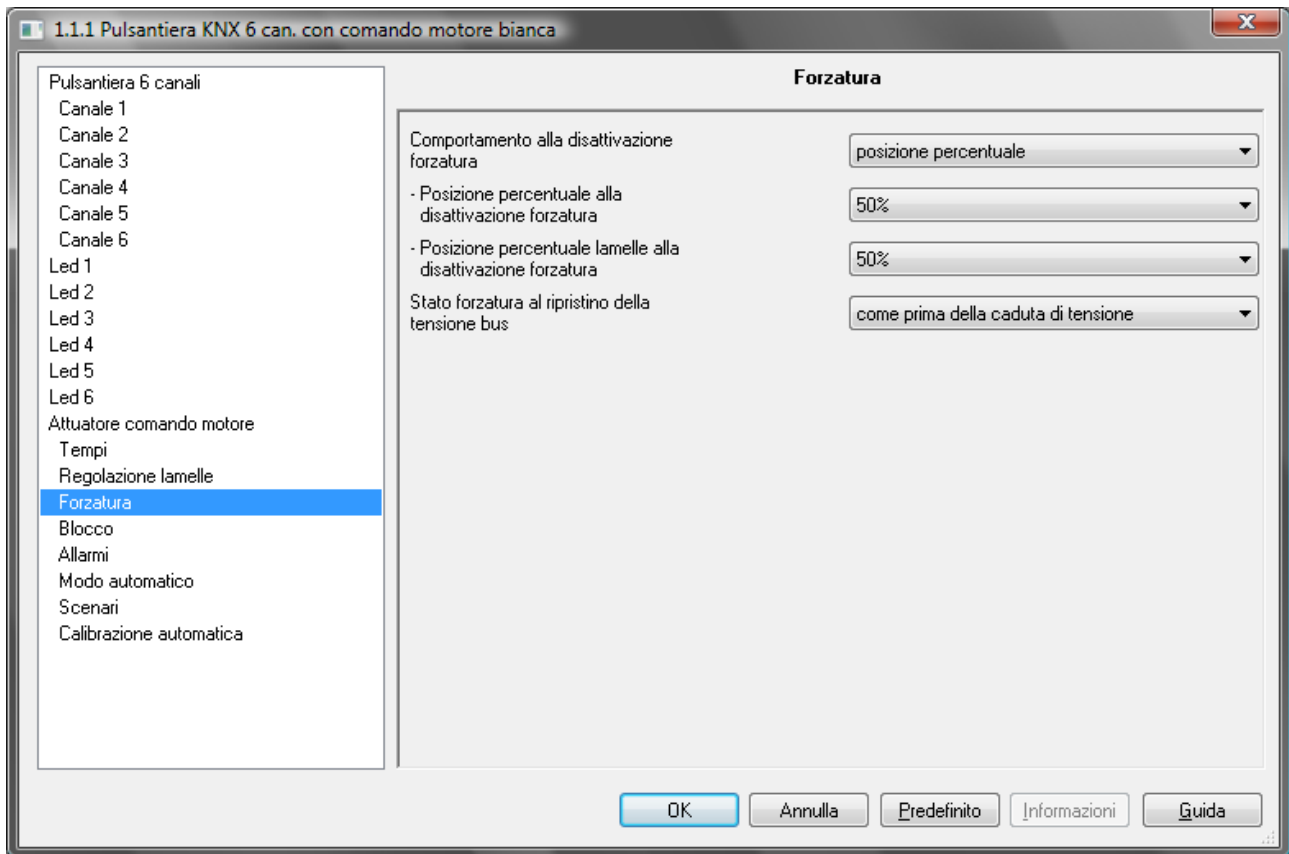 1.1.1 Pulsantiera KNX 6 can. con comando motore bianca
Pulsantiera 6 canali
Canale 1
Canale 2
Canale 3
Canale 4
Canale 5
Canale 6
Led 1
Led 2
Led 3
Led 4
Led 5
Led 6
Attuatore comando motore
Tempi
Regolazione lamelle
Forzatura
Blocco
Allarmi
Modo automatico
Scenari
Calibrazione automatica
Forzatura
Comportamento alla disattivazione
forzatura
posizione percentuale
- Posizione percentuale alla
disattivazione forzatura
50%
- Posizione percentuale lamelle alla
disattivazione forzatura
50%
Stato forzatura al ripristino della
tensione bus
come prima della caduta di tensione
OK
Annulla
Predefinito
Informazioni
Guida